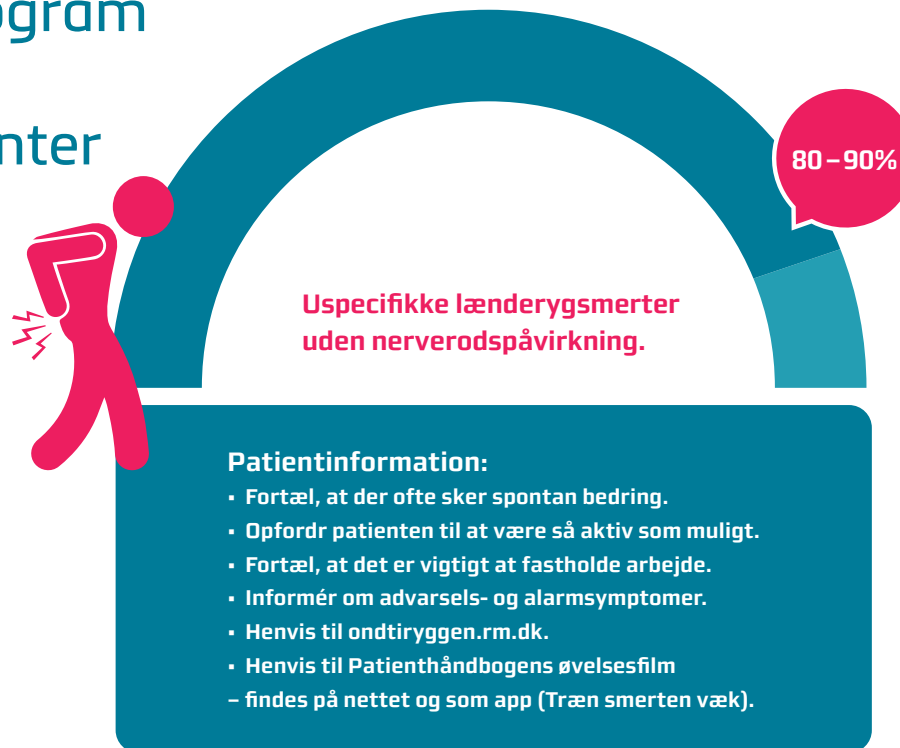 ogram
nter
80–90%
Uspecifikke lænderygsmerter
uden nerverodspåvirkning.
Patientinformation:
• Fortæl, at der ofte sker spontan bedring.
• Opfordr patienten til at være så aktiv som muligt.
• Fortæl, at det er vigtigt at fastholde arbejde.
• Informér om advarsels- og alarmsymptomer.
• Henvis til ondtiryggen.rm.dk.
• Henvis til Patienthåndbogens øvelsesfilm
– findes på nettet og som app (Træn smerten væk).